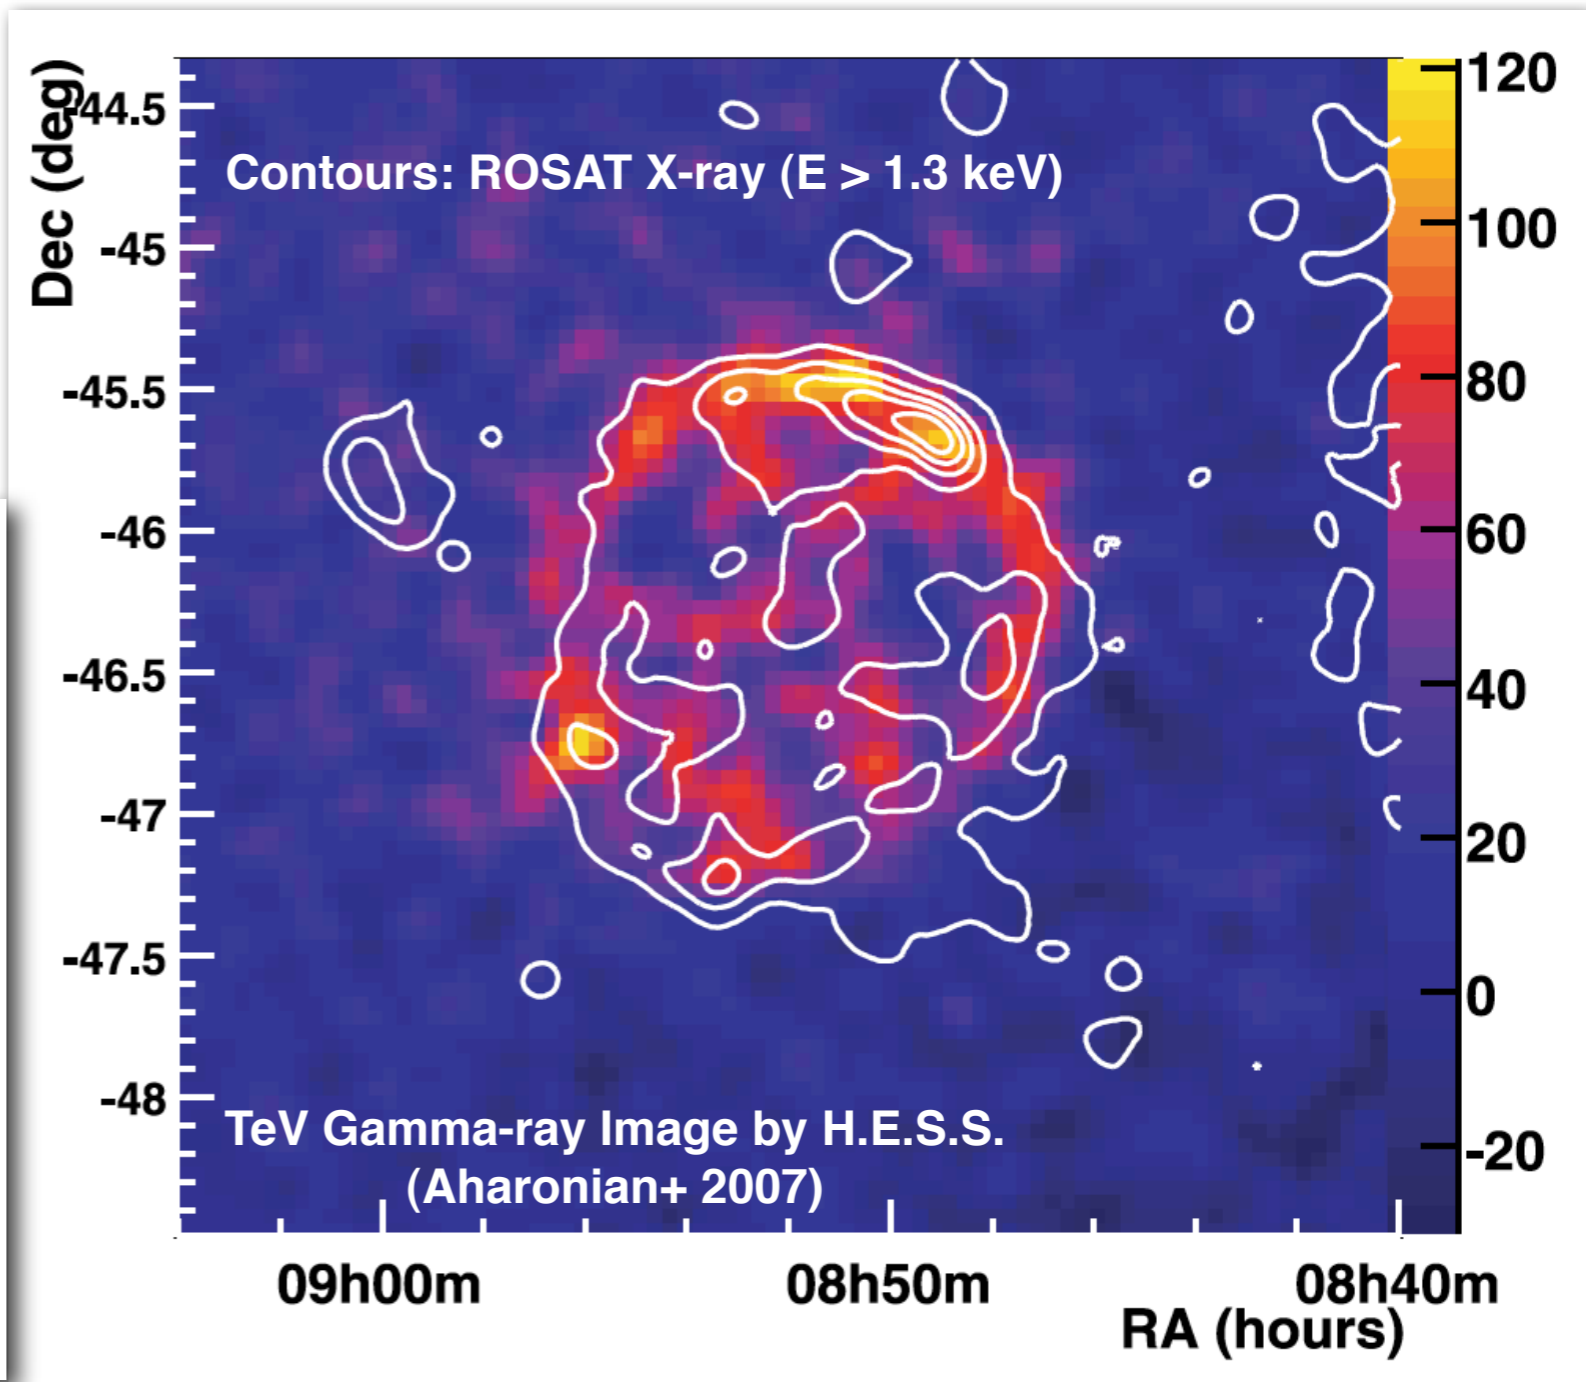 Dec (deg)
-44.5
-45
-45.5
-46
-46.5
-47
-47.5
-48
Contours: ROSAT X-ray (E > 1.3 keV)
TeV Gamma-ray Image by H.E.S.S.
(Aharonian+ 2007)
120
100
80
60
40
20
0
-20
09h00m
08h50m
08h40m
RA (hours)